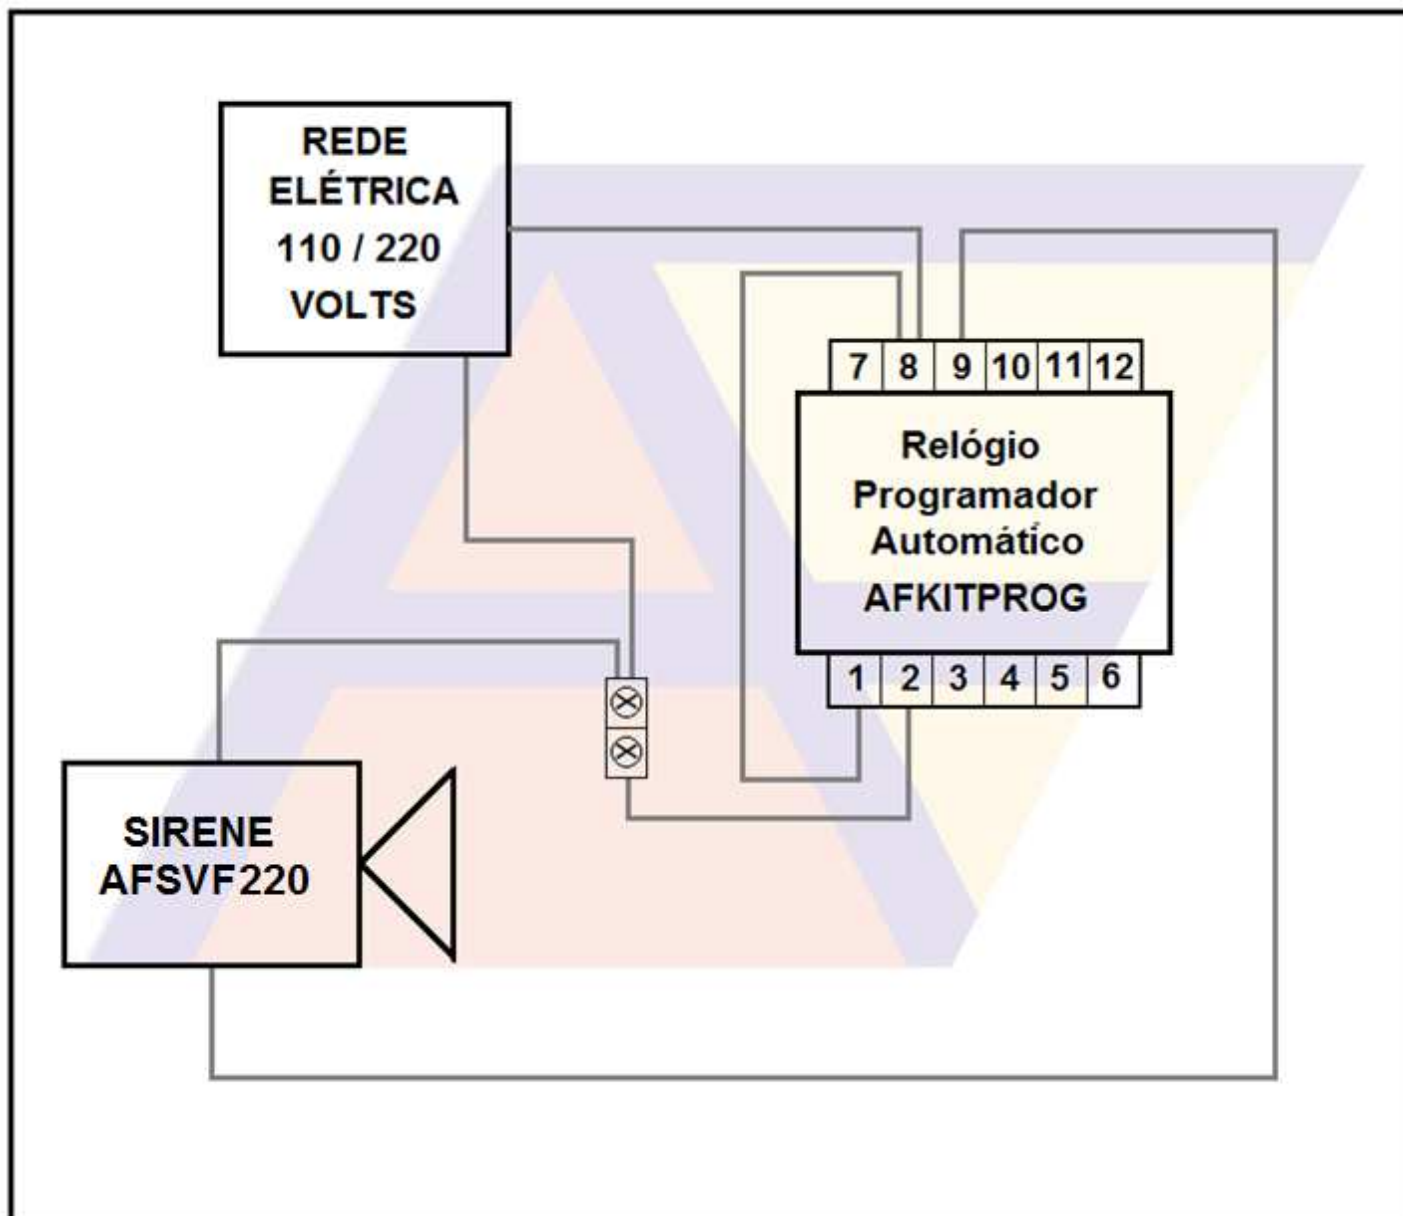 REDE
ELÉTRICA
110 / 220
VOLTS
7 8 9 10 11 12
Relógio
Programador
Automátíco
AFKITPROG
1 2 3 4 5 6
SIRENE
AFSVF220